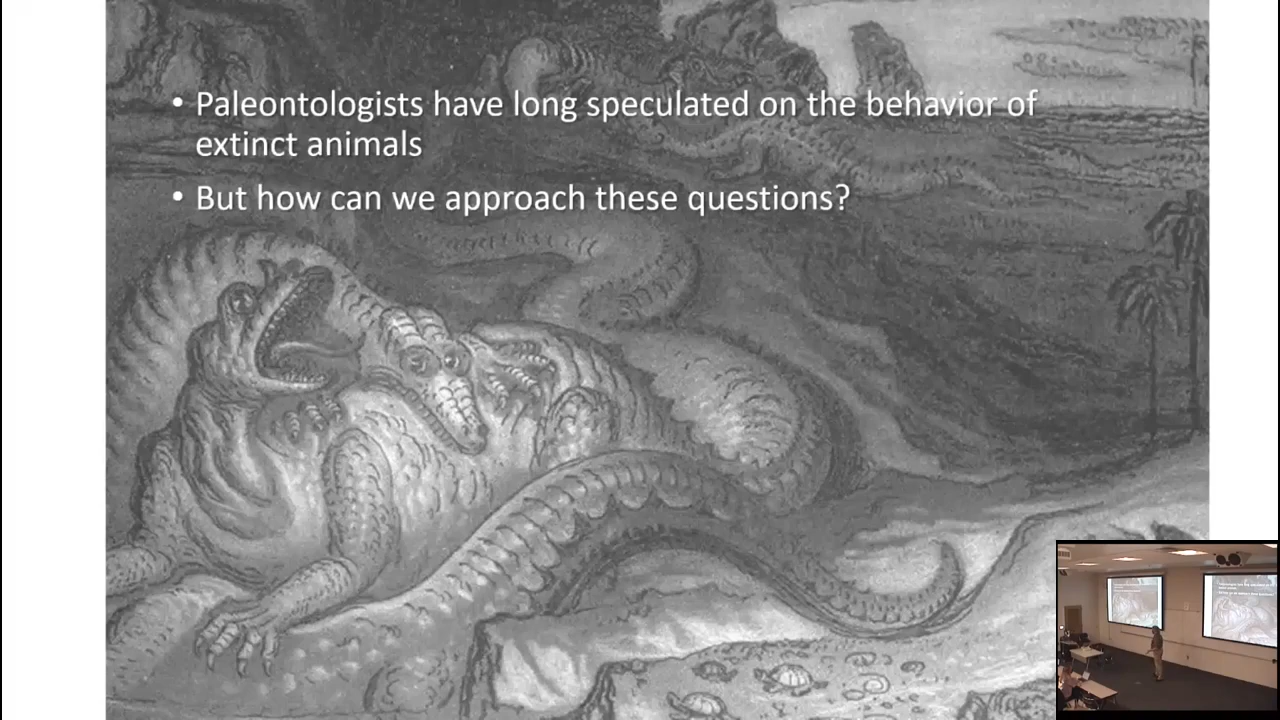 • Paleontologists have long speculated on the behavior of
extinct animals
• But how can we approach these questions?